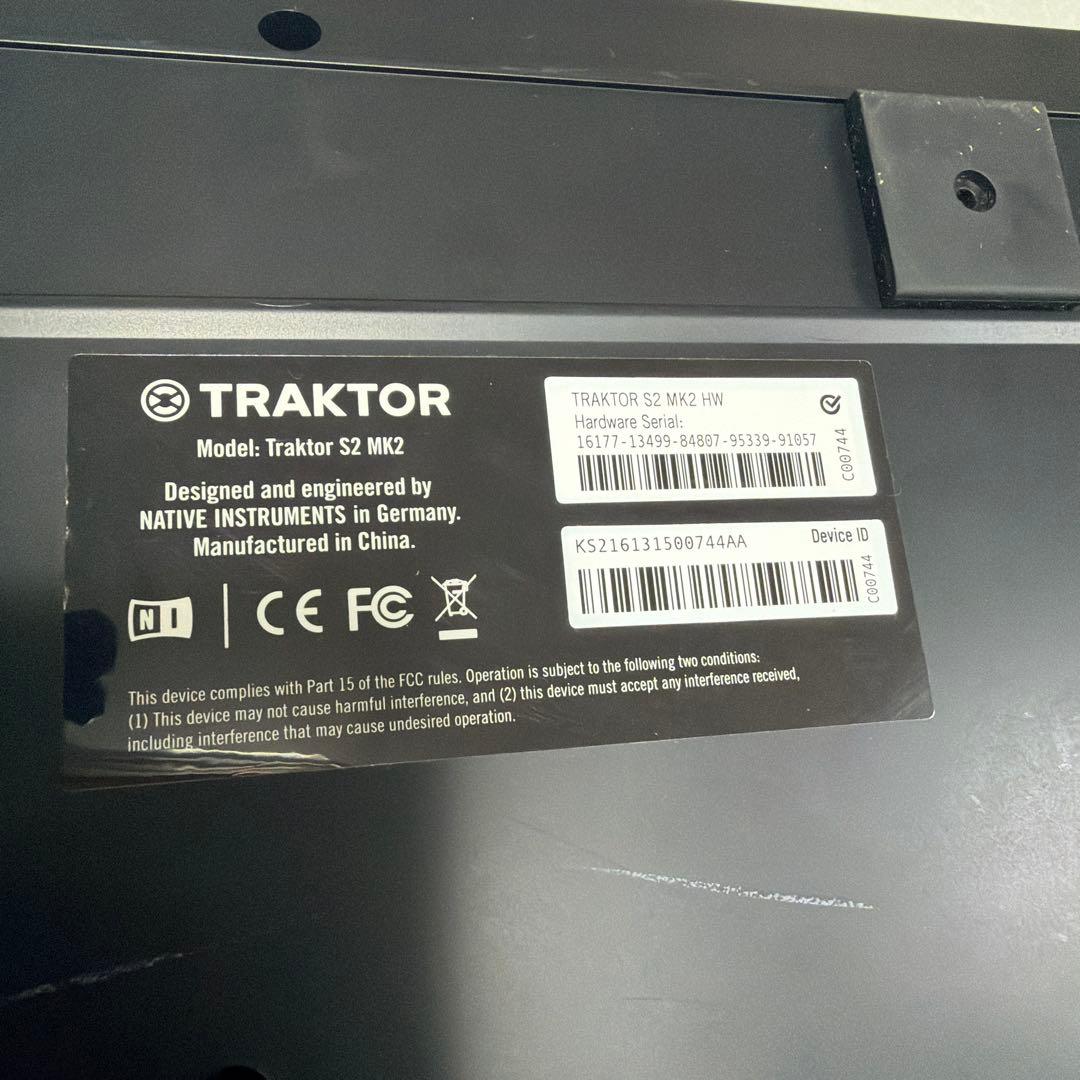 TRAKTOR
Model: Traktor S2 MK2
Designed and engineered by
NATIVE INSTRUMENTS in Germany.
Manufactured in China.
NI
CE FC
This device complies with Part 15 of the FCC rules. Operation is subject to the following two conditions:
(1) This device may not cause harmful interference, and (2) this device must accept any interference received,
including interference that may cause undesired operation.
TRAKTOR S2 MK2 HW
Hardware Serial:
16177-13499-84807-95339-91057
C00744
KS216131500744AA
Device ID
C00744